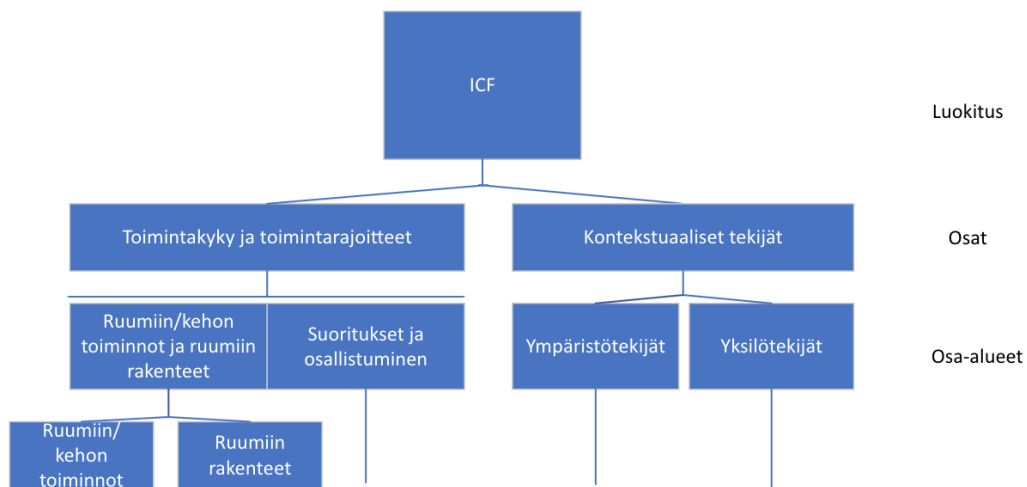 ICF
Luokitus
Toimintakyky ja toimintarajoitteet
Kontekstuaaliset tekijät
Osat
Ruumiin/kehon
toiminnot ja ruumiin
rakenteet
Suoritukset ja
osallistuminen
Ympäristötekijät
Yksilötekijät
Osa-alueet
Ruumiin/
kehon
toiminnot
Ruumiin
rakenteet